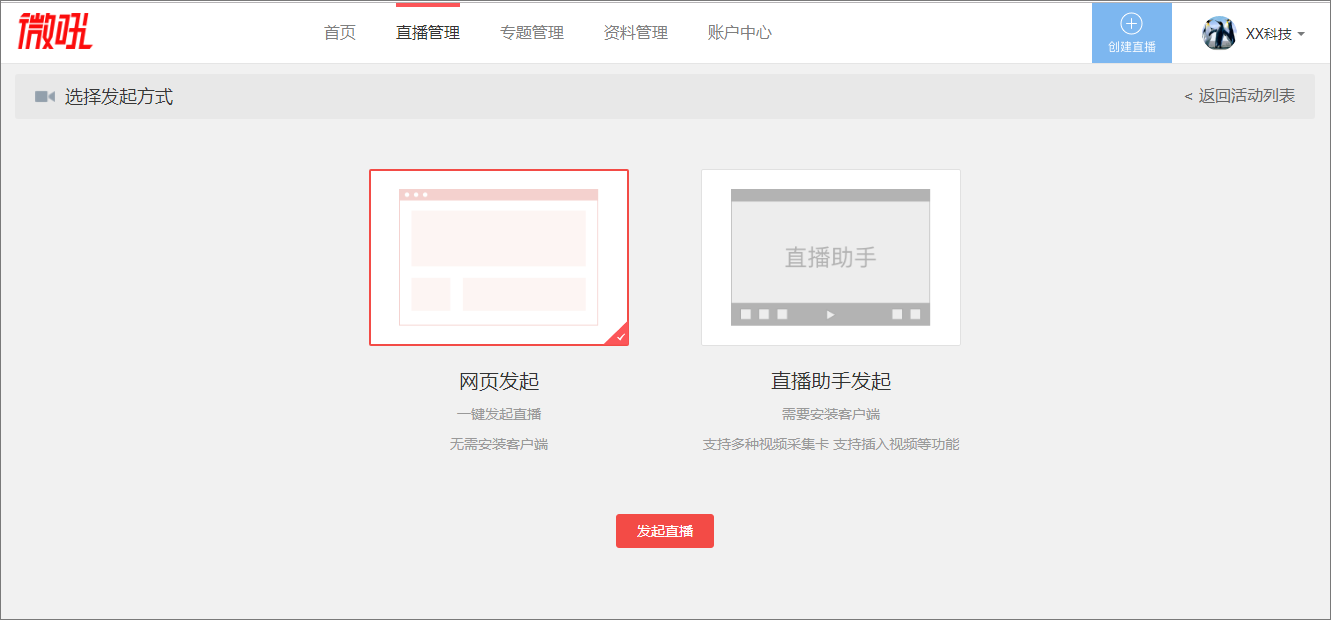 微吼
首页 直播管理 专题管理 资料管理 账户中心
创建直播
XX科技
选择发起方式
< 返回活动列表
直播助手
网页发起
一键发起直播
无需安装客户端
直播助手发起
需要安装客户端
支持多种视频采集卡 支持插入视频等功能
发起直播